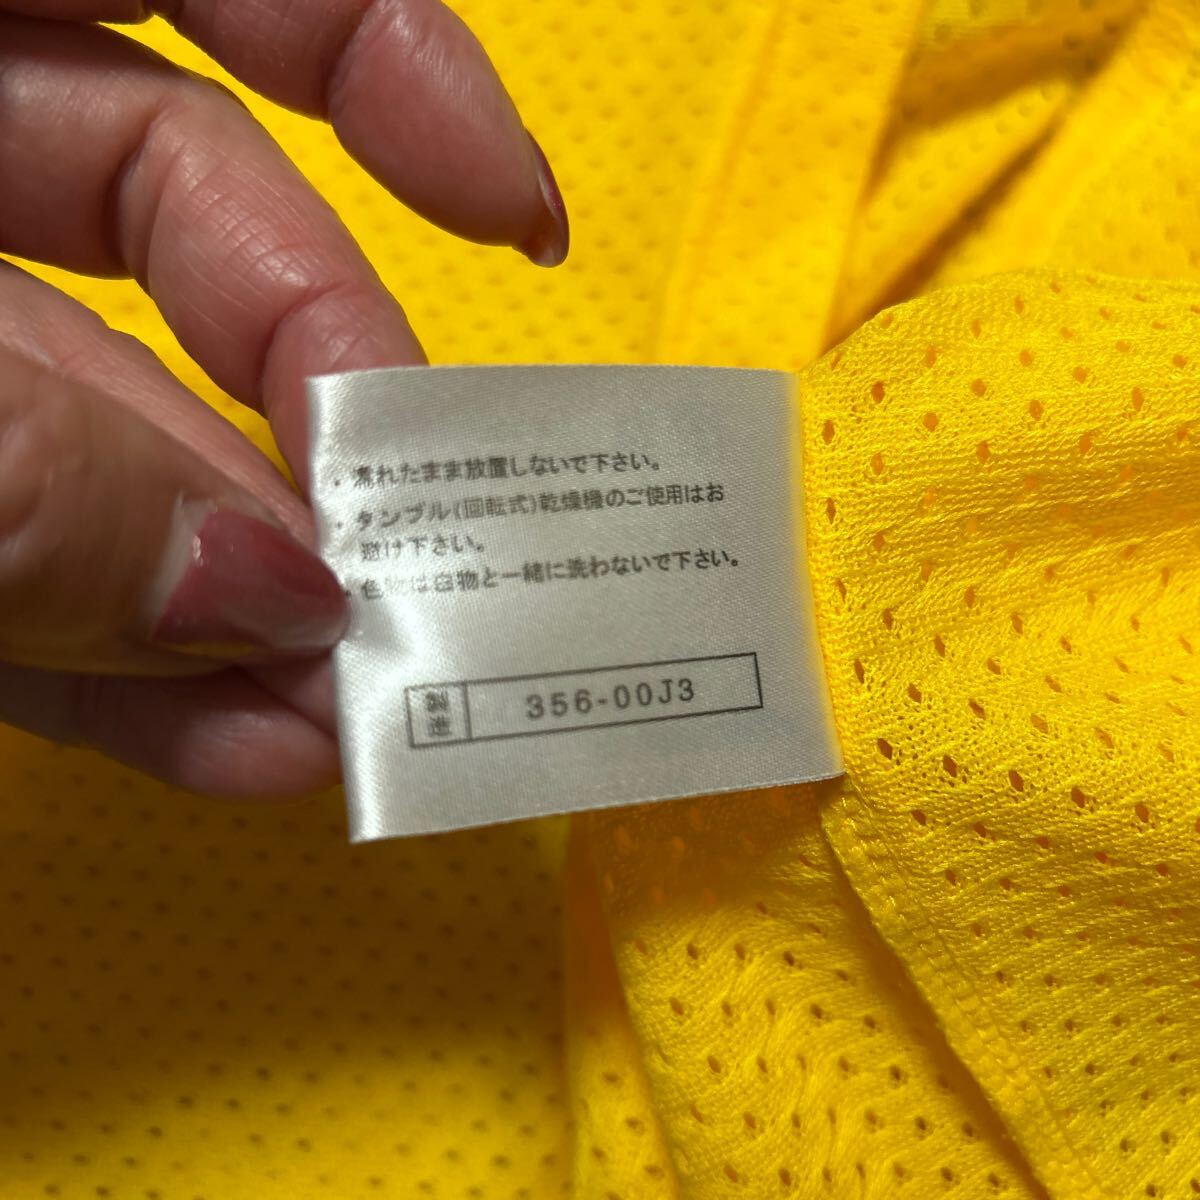 ・濡れたまま放置しないで下さい。
・タンブル(回転式)乾燥機のご使用はお
避け下さい。
・色物は白物と一緒に洗わないで下さい。
製造 356-00J3